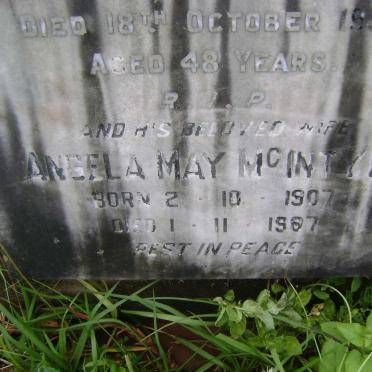 DIED 18TH OCTOBER
AGED 48 YEARS.
R. I. P.
AND HIS BELOVED WIFE
ANGELA MAY MCINTY
BORN 2 - 10 - 1907
DIED 1 - 11 - 1987
REST IN PEACE